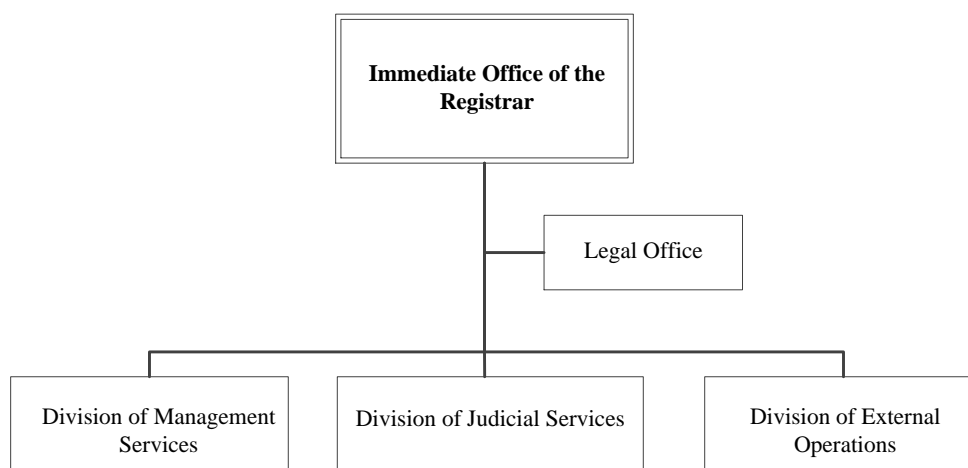 Immediate Office of the
Registrar
Legal Office
Division of Management
Services
Division of Judicial Services
Division of External
Operations